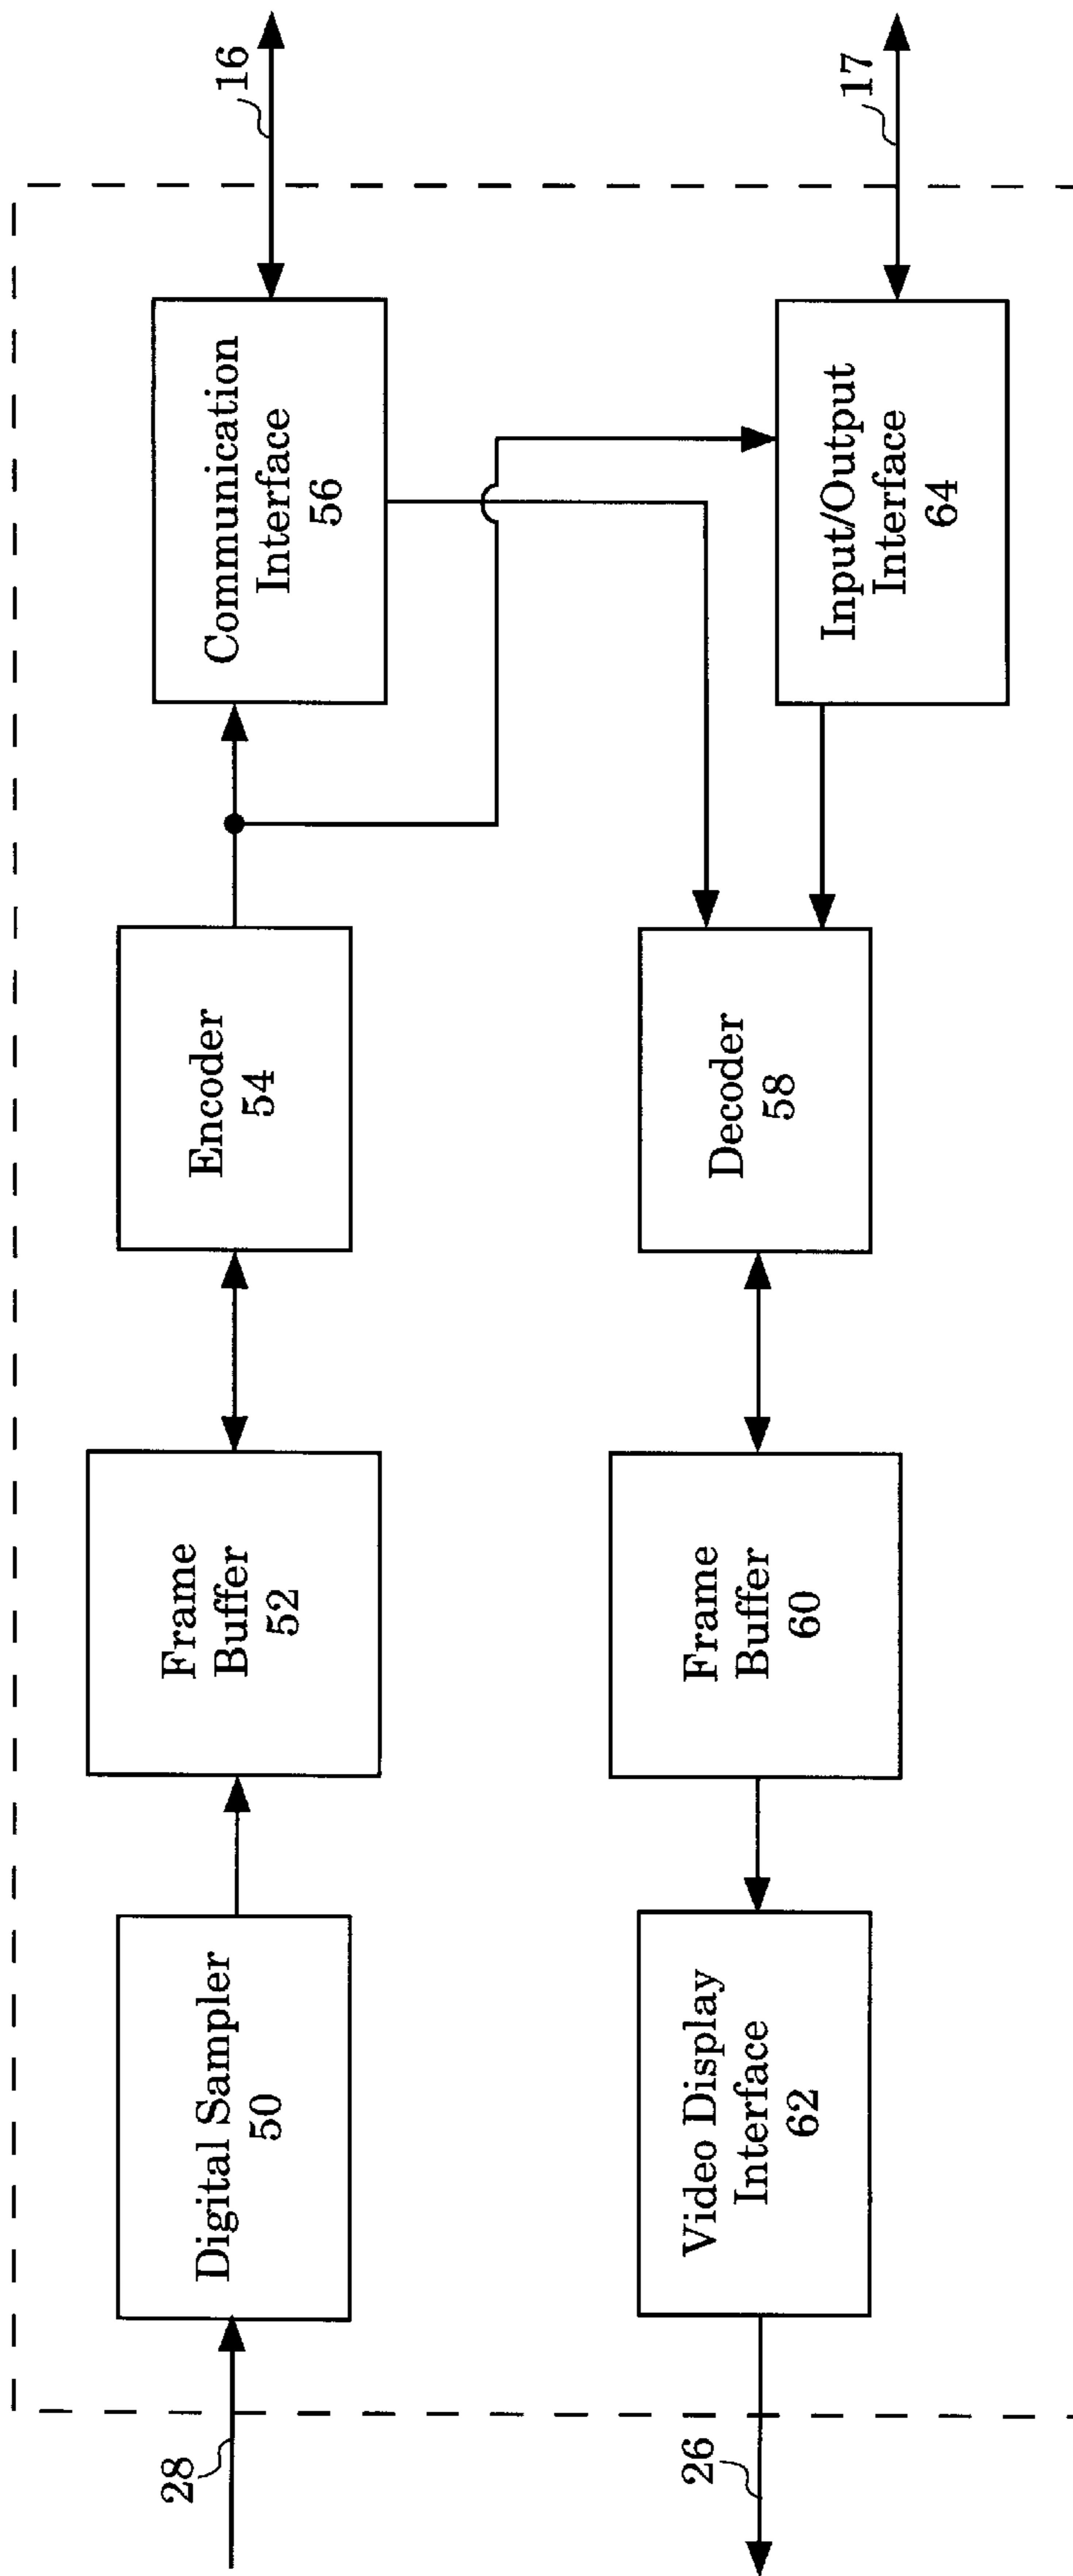 28
Digital Sampler
50
Frame
Buffer
52
Encoder
54
Communication
Interface
56
16
26
Video Display
Interface
62
Frame
Buffer
60
Decoder
58
Input/Output
Interface
64
17